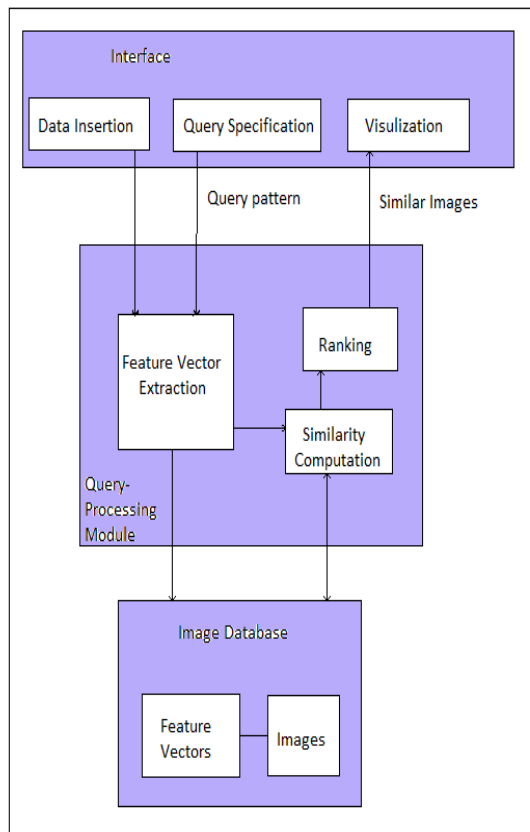 Interface
Data Insertion
Query Specification
Visulization
Query pattern
Similar Images
Feature Vector
Extraction
Ranking
Similarity
Computation
Query-
Processing
Module
Image Database
Feature
Vectors
Images